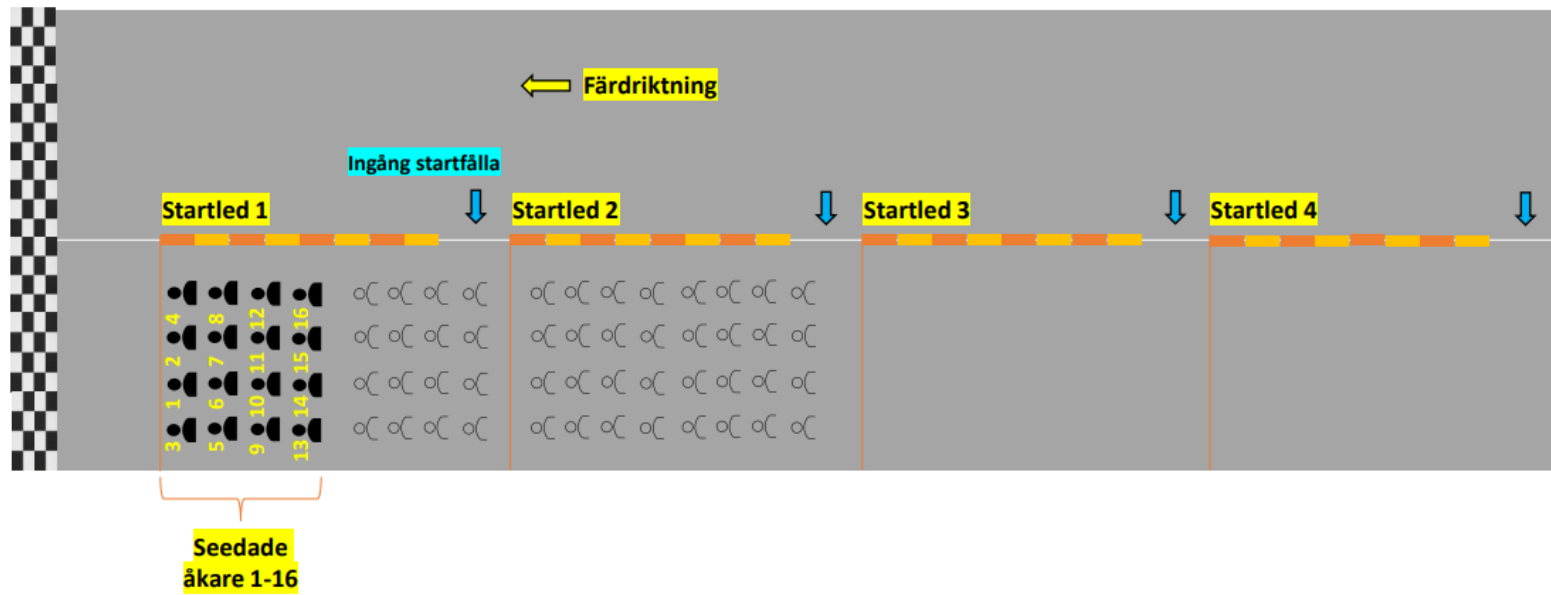 Färdriktning
Ingång startfålla
Startled 1
Startled 2
Startled 3
Startled 4
4 8 12 16
2 7 11 15
1 6 10 14
3 5 9 13
Seedade
åkare 1-16